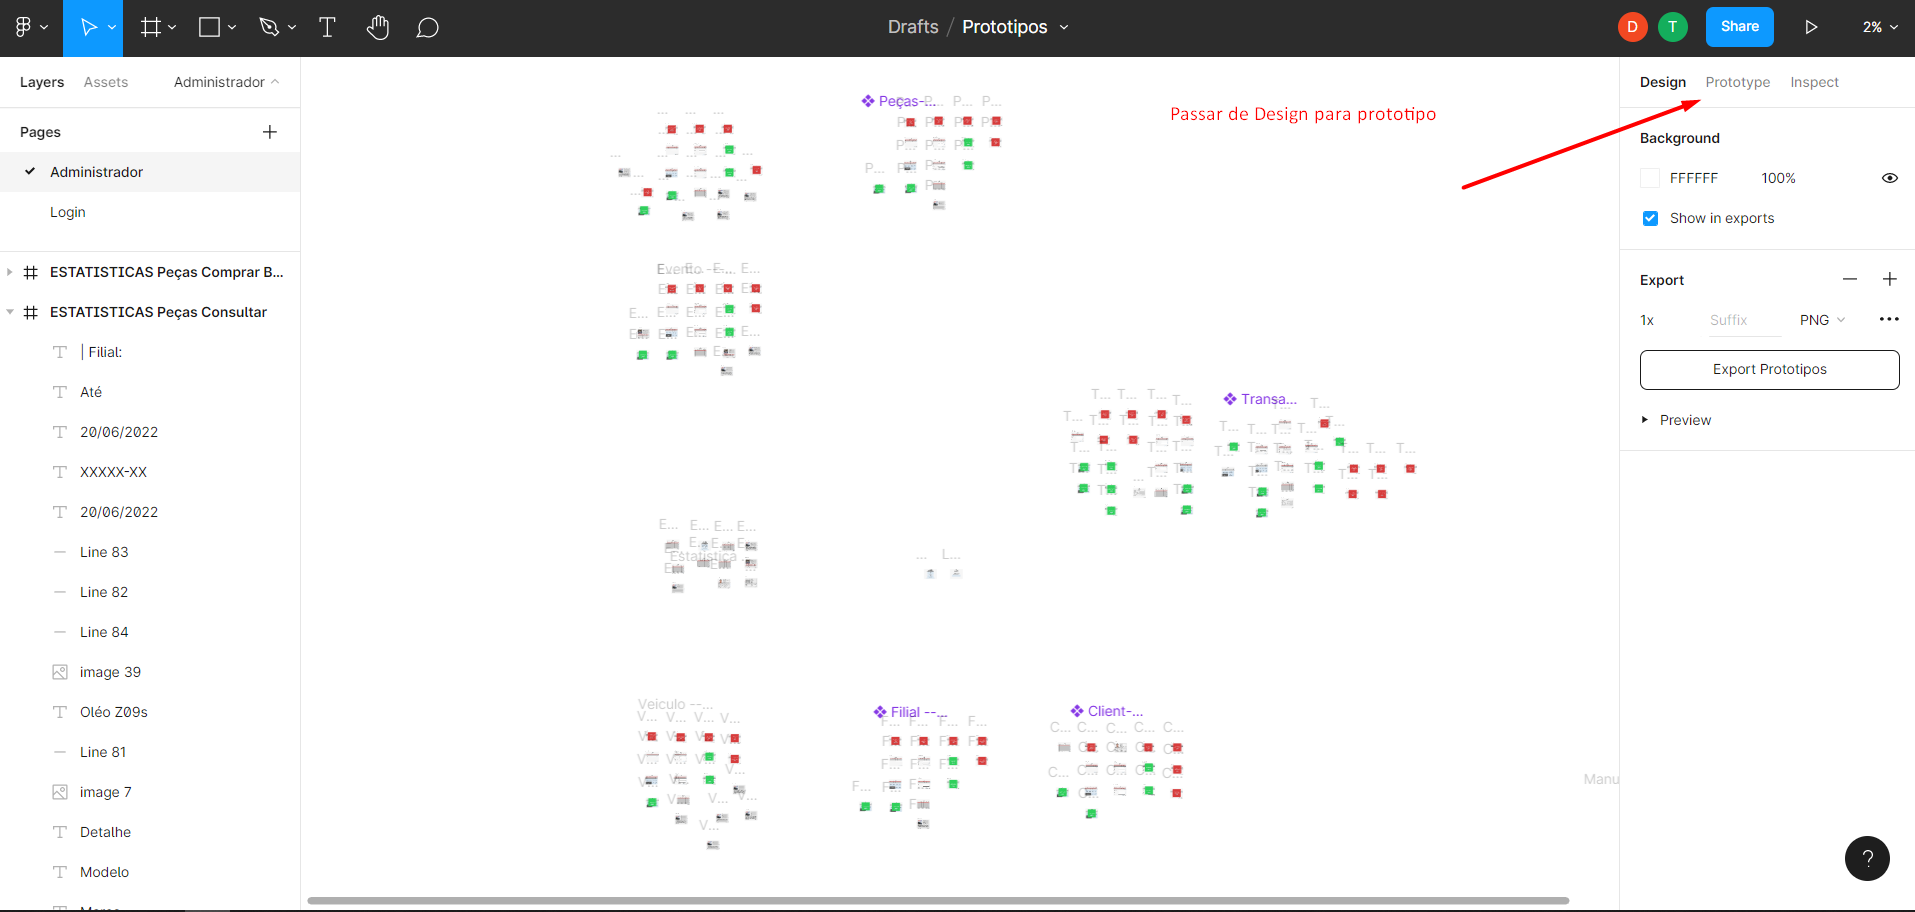 Drafts / Prototipos
D
T
Share
2%
Layers
Assets
Administrador
Pages
Administrador
Login
ESTATISTICAS Peças Comprar B...
ESTATISTICAS Peças Consultar
| Filial:
Até
20/06/2022
XXXXX-XX
20/06/2022
Line 83
Line 82
Line 84
image 39
Oléo Z09s
Line 81
image 7
Detalhe
Modelo
Peças-...
Passar de Design para prototipo
Evento --...
Transa...
Estatistica
Veiculo --...
Filial --...
Client-...
Manu
Design
Prototype
Inspect
Background
FFFFFF
100%
Show in exports
Export
1x
Suffix
PNG
Export Prototipos
Preview
?